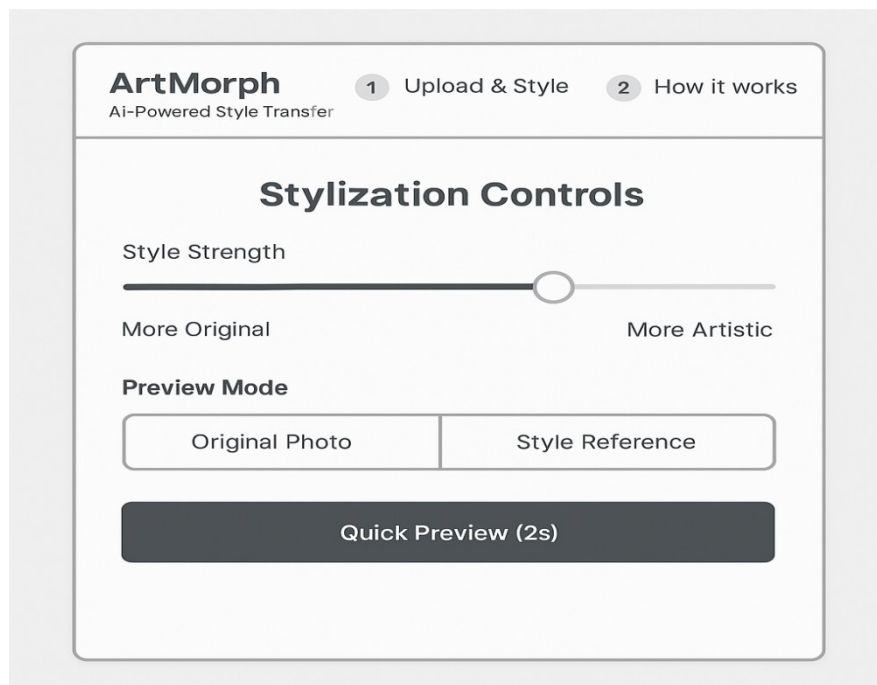 ArtMorph
Ai-Powered Style Transfer
1 Upload & Style
2 How it works
Stylization Controls
Style Strength
More Original
More Artistic
Preview Mode
Original Photo
Style Reference
Quick Preview (2s)